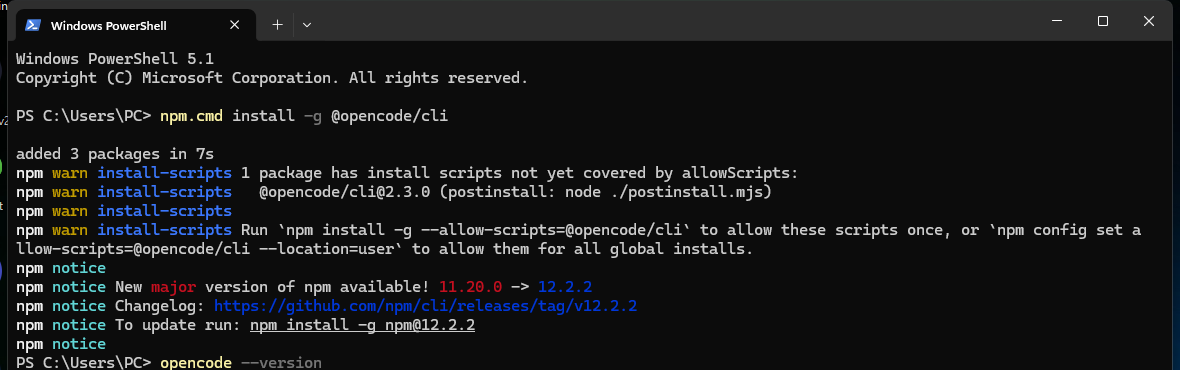 Windows PowerShell
Windows PowerShell 5.1
Copyright (C) Microsoft Corporation. All rights reserved.
PS C:\Users\PC> npm.cmd install -g @opencode/cli
added 3 packages in 7s
npm warn install-scripts 1 package has install scripts not yet covered by allowScripts:
npm warn install-scripts   @opencode/cli@2.3.0 (postinstall: node ./postinstall.mjs)
npm warn install-scripts
npm warn install-scripts Run `npm install -g --allow-scripts=@opencode/cli` to allow these scripts once, or `npm config set a
llow-scripts=@opencode/cli --location=user` to allow them for all global installs.
npm notice
npm notice New major version of npm available! 11.20.0 -> 12.2.2
npm notice Changelog: https://github.com/npm/cli/releases/tag/v12.2.2
npm notice To update run: npm install -g npm@12.2.2
npm notice
PS C:\Users\PC> opencode --version